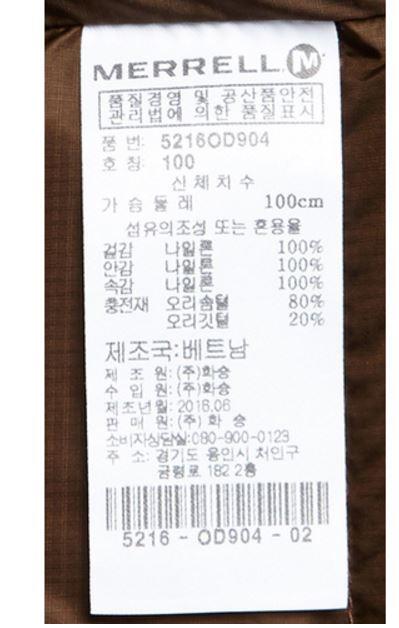 MERRELL M
품질경영 및 공산품안전
관리법에 의한 품질표시
품 번: 5216OD904
호 칭: 100
신 체 치 수
가 슴 둘 레 100cm
섬유의조성 또는 혼용율
겉감 나일론 100%
안감 나일론 100%
속감 나일론 100%
충전재 오리솜털 80%
오리깃털 20%
제조국:베트남
제 조 원: (주)화승
수 입 원: (주)화승
제조년월: 2016.06
판 매 원: (주)화 승
소비자상담실:080-900-0123
주 소: 경기도 용인시 처인구
금령로 182 2층
5216 - OD904 - 02